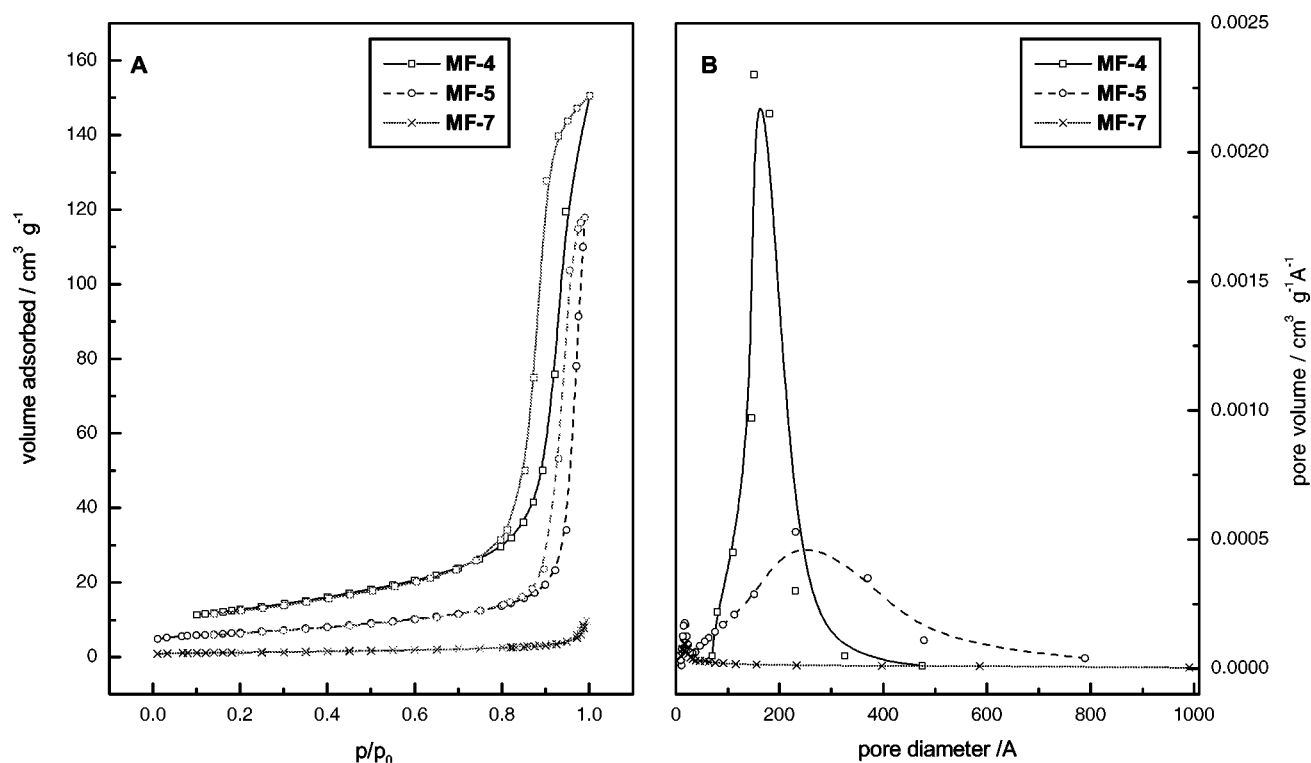 A
MF-4
MF-5
MF-7
160
140
120
100
80
60
40
20
0
volume adsorbed / cm³ g⁻¹
0.0
0.2
0.4
0.6
0.8
1.0
p/p₀
B
MF-4
MF-5
MF-7
0.0025
0.0020
0.0015
0.0010
0.0005
0.0000
pore volume / cm³ g⁻¹A⁻¹
0
200
400
600
800
1000
pore diameter /A